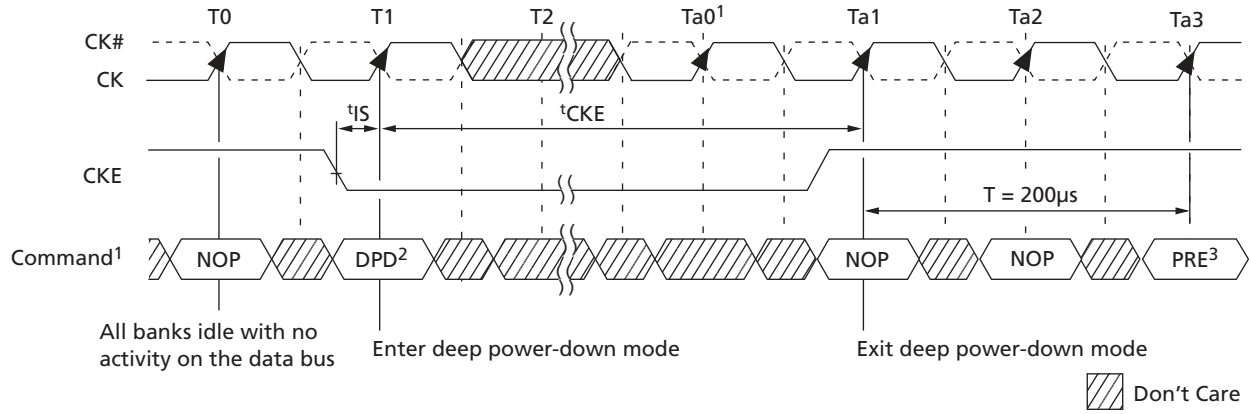 T0 T1 T2 Ta0¹ Ta1 Ta2 Ta3
CK#
CK
ᵗIS ᵗCKE
CKE
T = 200µs
Command¹ NOP DPD² NOP NOP PRE³
All banks idle with no
activity on the data bus
Enter deep power-down mode
Exit deep power-down mode
Don't Care